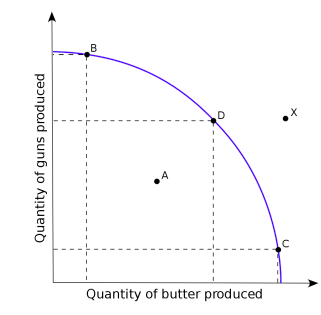 B
D
X
A
C
Quantity of guns produced
Quantity of butter produced